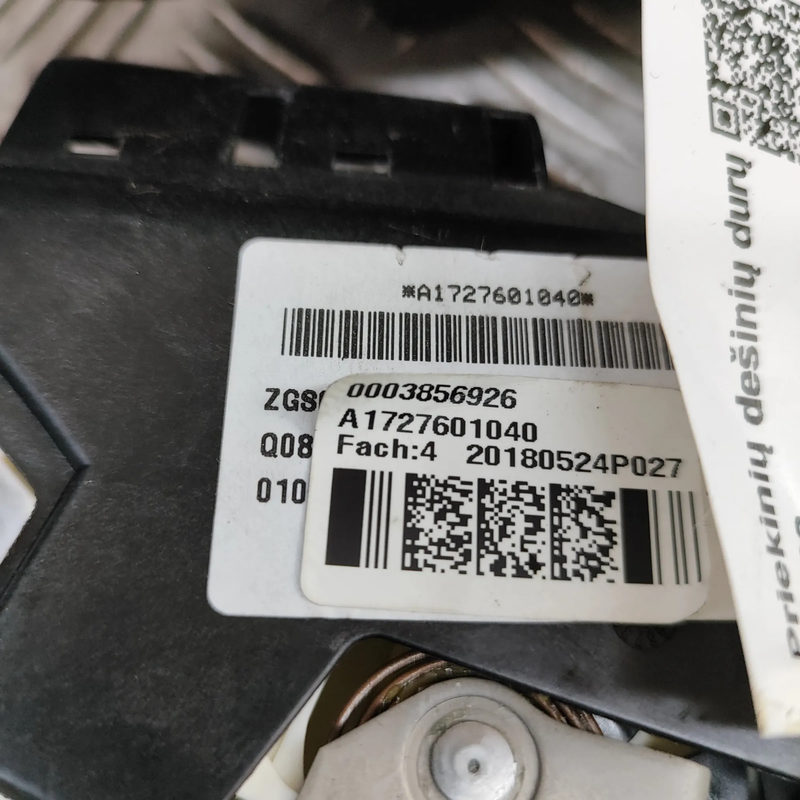 *A1727601040*
ZGS
0003856926
A1727601040
Q08
Fach:4 20180524P027
010
Priekinių dešinių durų